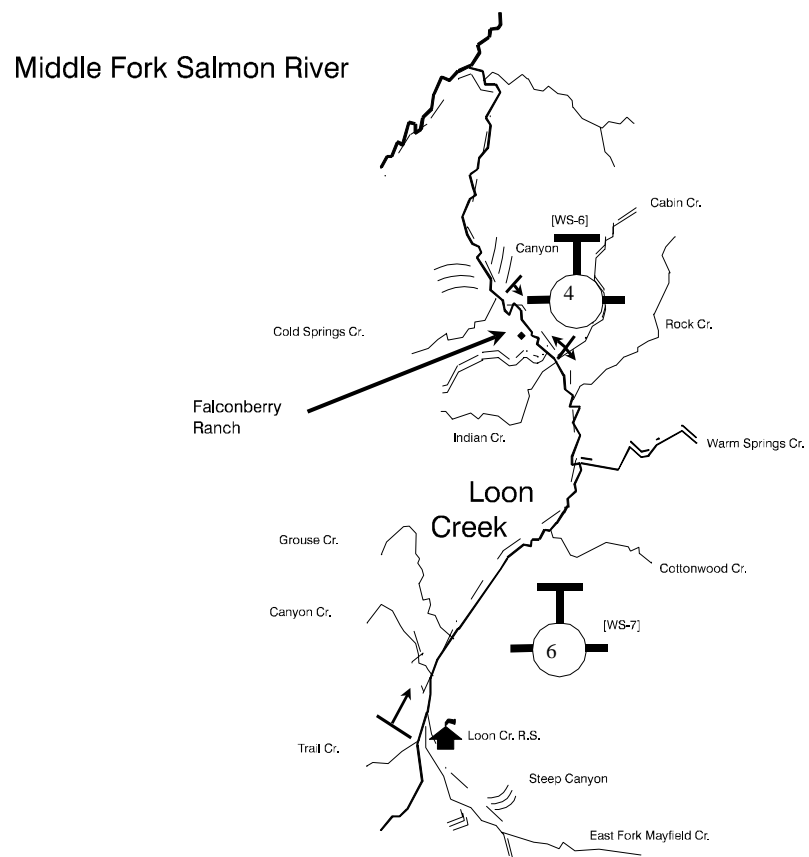 Middle Fork Salmon River
Cabin Cr.
[WS-6]
Canyon
4
Cold Springs Cr.
Rock Cr.
Falconberry
Ranch
Indian Cr.
Warm Springs Cr.
Loon
Creek
Grouse Cr.
Cottonwood Cr.
Canyon Cr.
[WS-7]
6
Loon Cr. R.S.
Trail Cr.
Steep Canyon
East Fork Mayfield Cr.